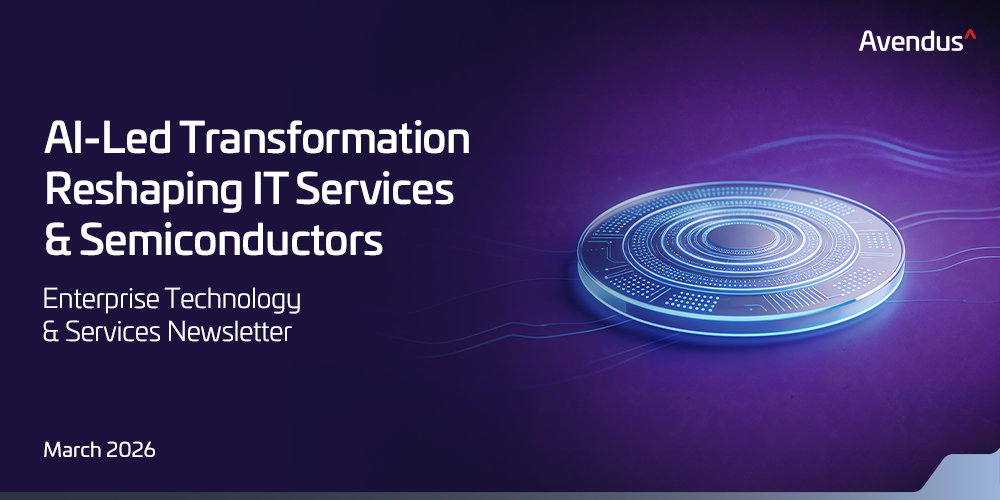 Avendus^
AI-Led Transformation
Reshaping IT Services
& Semiconductors
Enterprise Technology
& Services Newsletter
March 2026